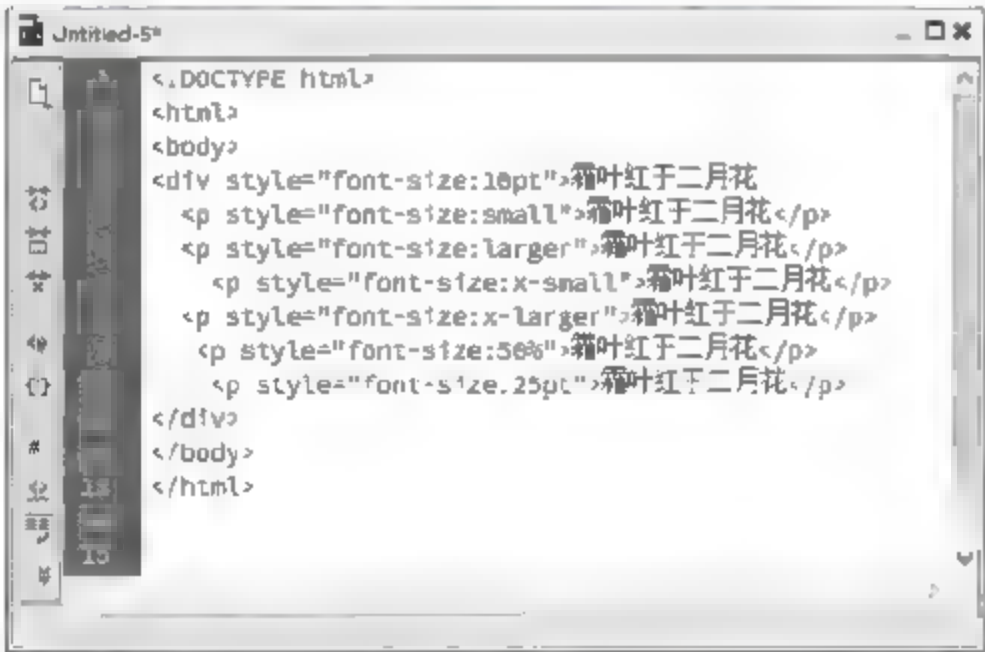 Untitled-5*
<!DOCTYPE html>
<html>
<body>
<div style="font-size:10pt">霜叶红于二月花
<p style="font-size:small">霜叶红于二月花</p>
<p style="font-size:larger">霜叶红于二月花</p>
<p style="font-size:x-small">霜叶红于二月花</p>
<p style="font-size:x-larger">霜叶红于二月花</p>
<p style="font-size:50%">霜叶红于二月花</p>
<p style="font-size:25pt">霜叶红于二月花</p>
</div>
</body>
</html>
15